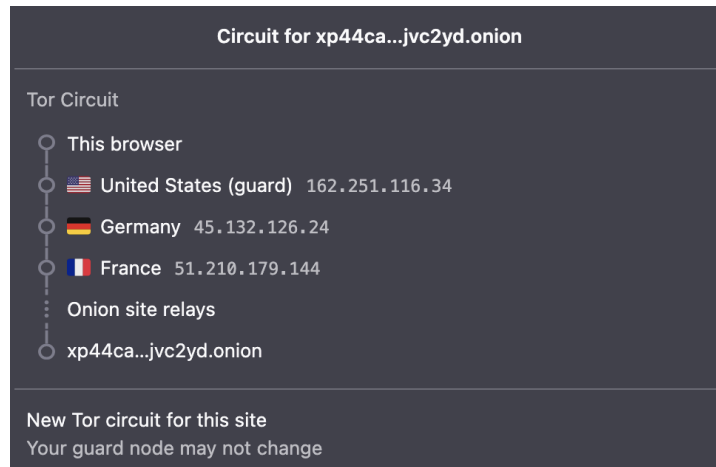 Circuit for xp44ca...jvc2yd.onion
Tor Circuit
This browser
United States (guard) 162.251.116.34
Germany 45.132.126.24
France 51.210.179.144
Onion site relays
xp44ca...jvc2yd.onion
New Tor circuit for this site
Your guard node may not change